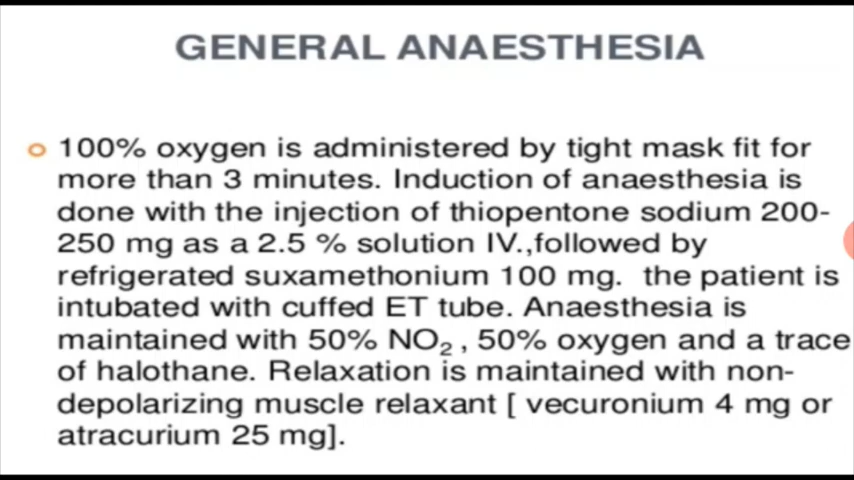 GENERAL ANAESTHESIA
100% oxygen is administered by tight mask fit for
more than 3 minutes. Induction of anaesthesia is
done with the injection of thiopentone sodium 200-
250 mg as a 2.5 % solution IV.,followed by
refrigerated suxamethonium 100 mg.  the patient is
intubated with cuffed ET tube. Anaesthesia is
maintained with 50% NO₂ , 50% oxygen and a trace
of halothane. Relaxation is maintained with non-
depolarizing muscle relaxant [ vecuronium 4 mg or
atracurium 25 mg].